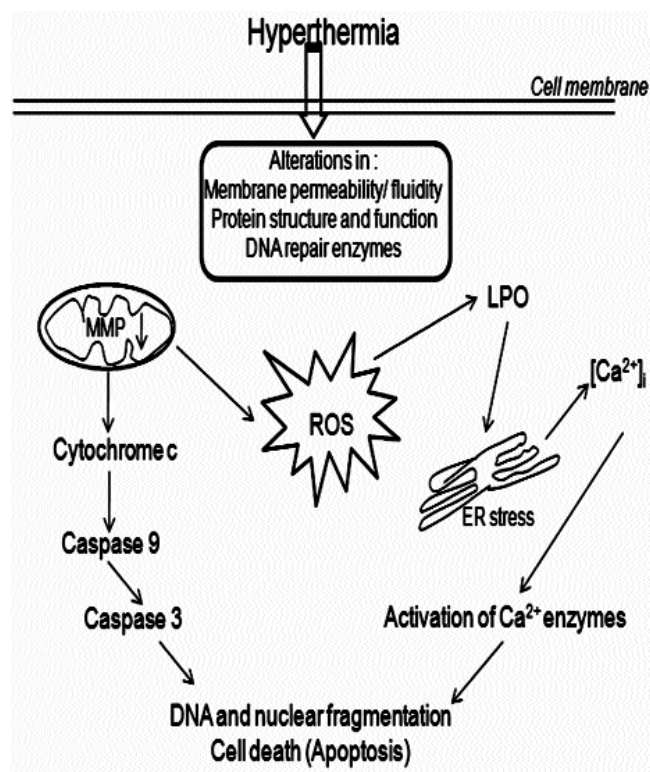 Hyperthermia
Cell membrane
Alterations in :
Membrane permeability/ fluidity
Protein structure and function
DNA repair enzymes
LPO
MMP
[Ca²⁺]i
ROS
Cytochrome c
ER stress
Caspase 9
Caspase 3
Activation of Ca²⁺ enzymes
DNA and nuclear fragmentation
Cell death (Apoptosis)